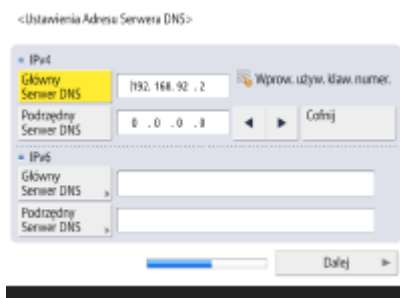 <Ustawienia Adresu Serwera DNS>
IPv4
Główny
Serwer DNS
192. 168. 92 . 2
Wprow. używ. klaw. numer.
Podrzędny
Serwer DNS
0 . 0 . 0 . 0
Cofnij
IPv6
Główny
Serwer DNS
Podrzędny
Serwer DNS
Dalej